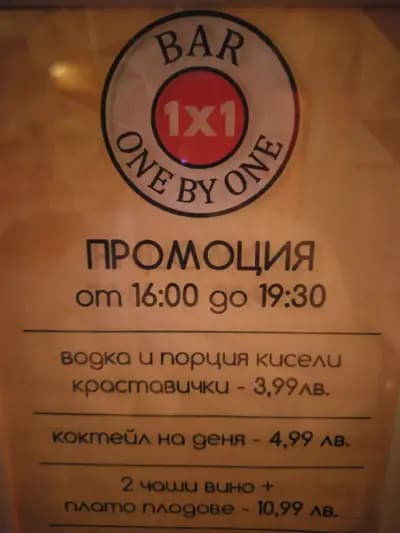 BAR
1x1
ONE BY ONE
ПРОМОЦИЯ
от 16:00 до 19:30
водка и порция кисели
краставички - 3,99лв.
коктейл на деня - 4,99 лв.
2 чаши вино +
плато плодове - 10,99 лв.